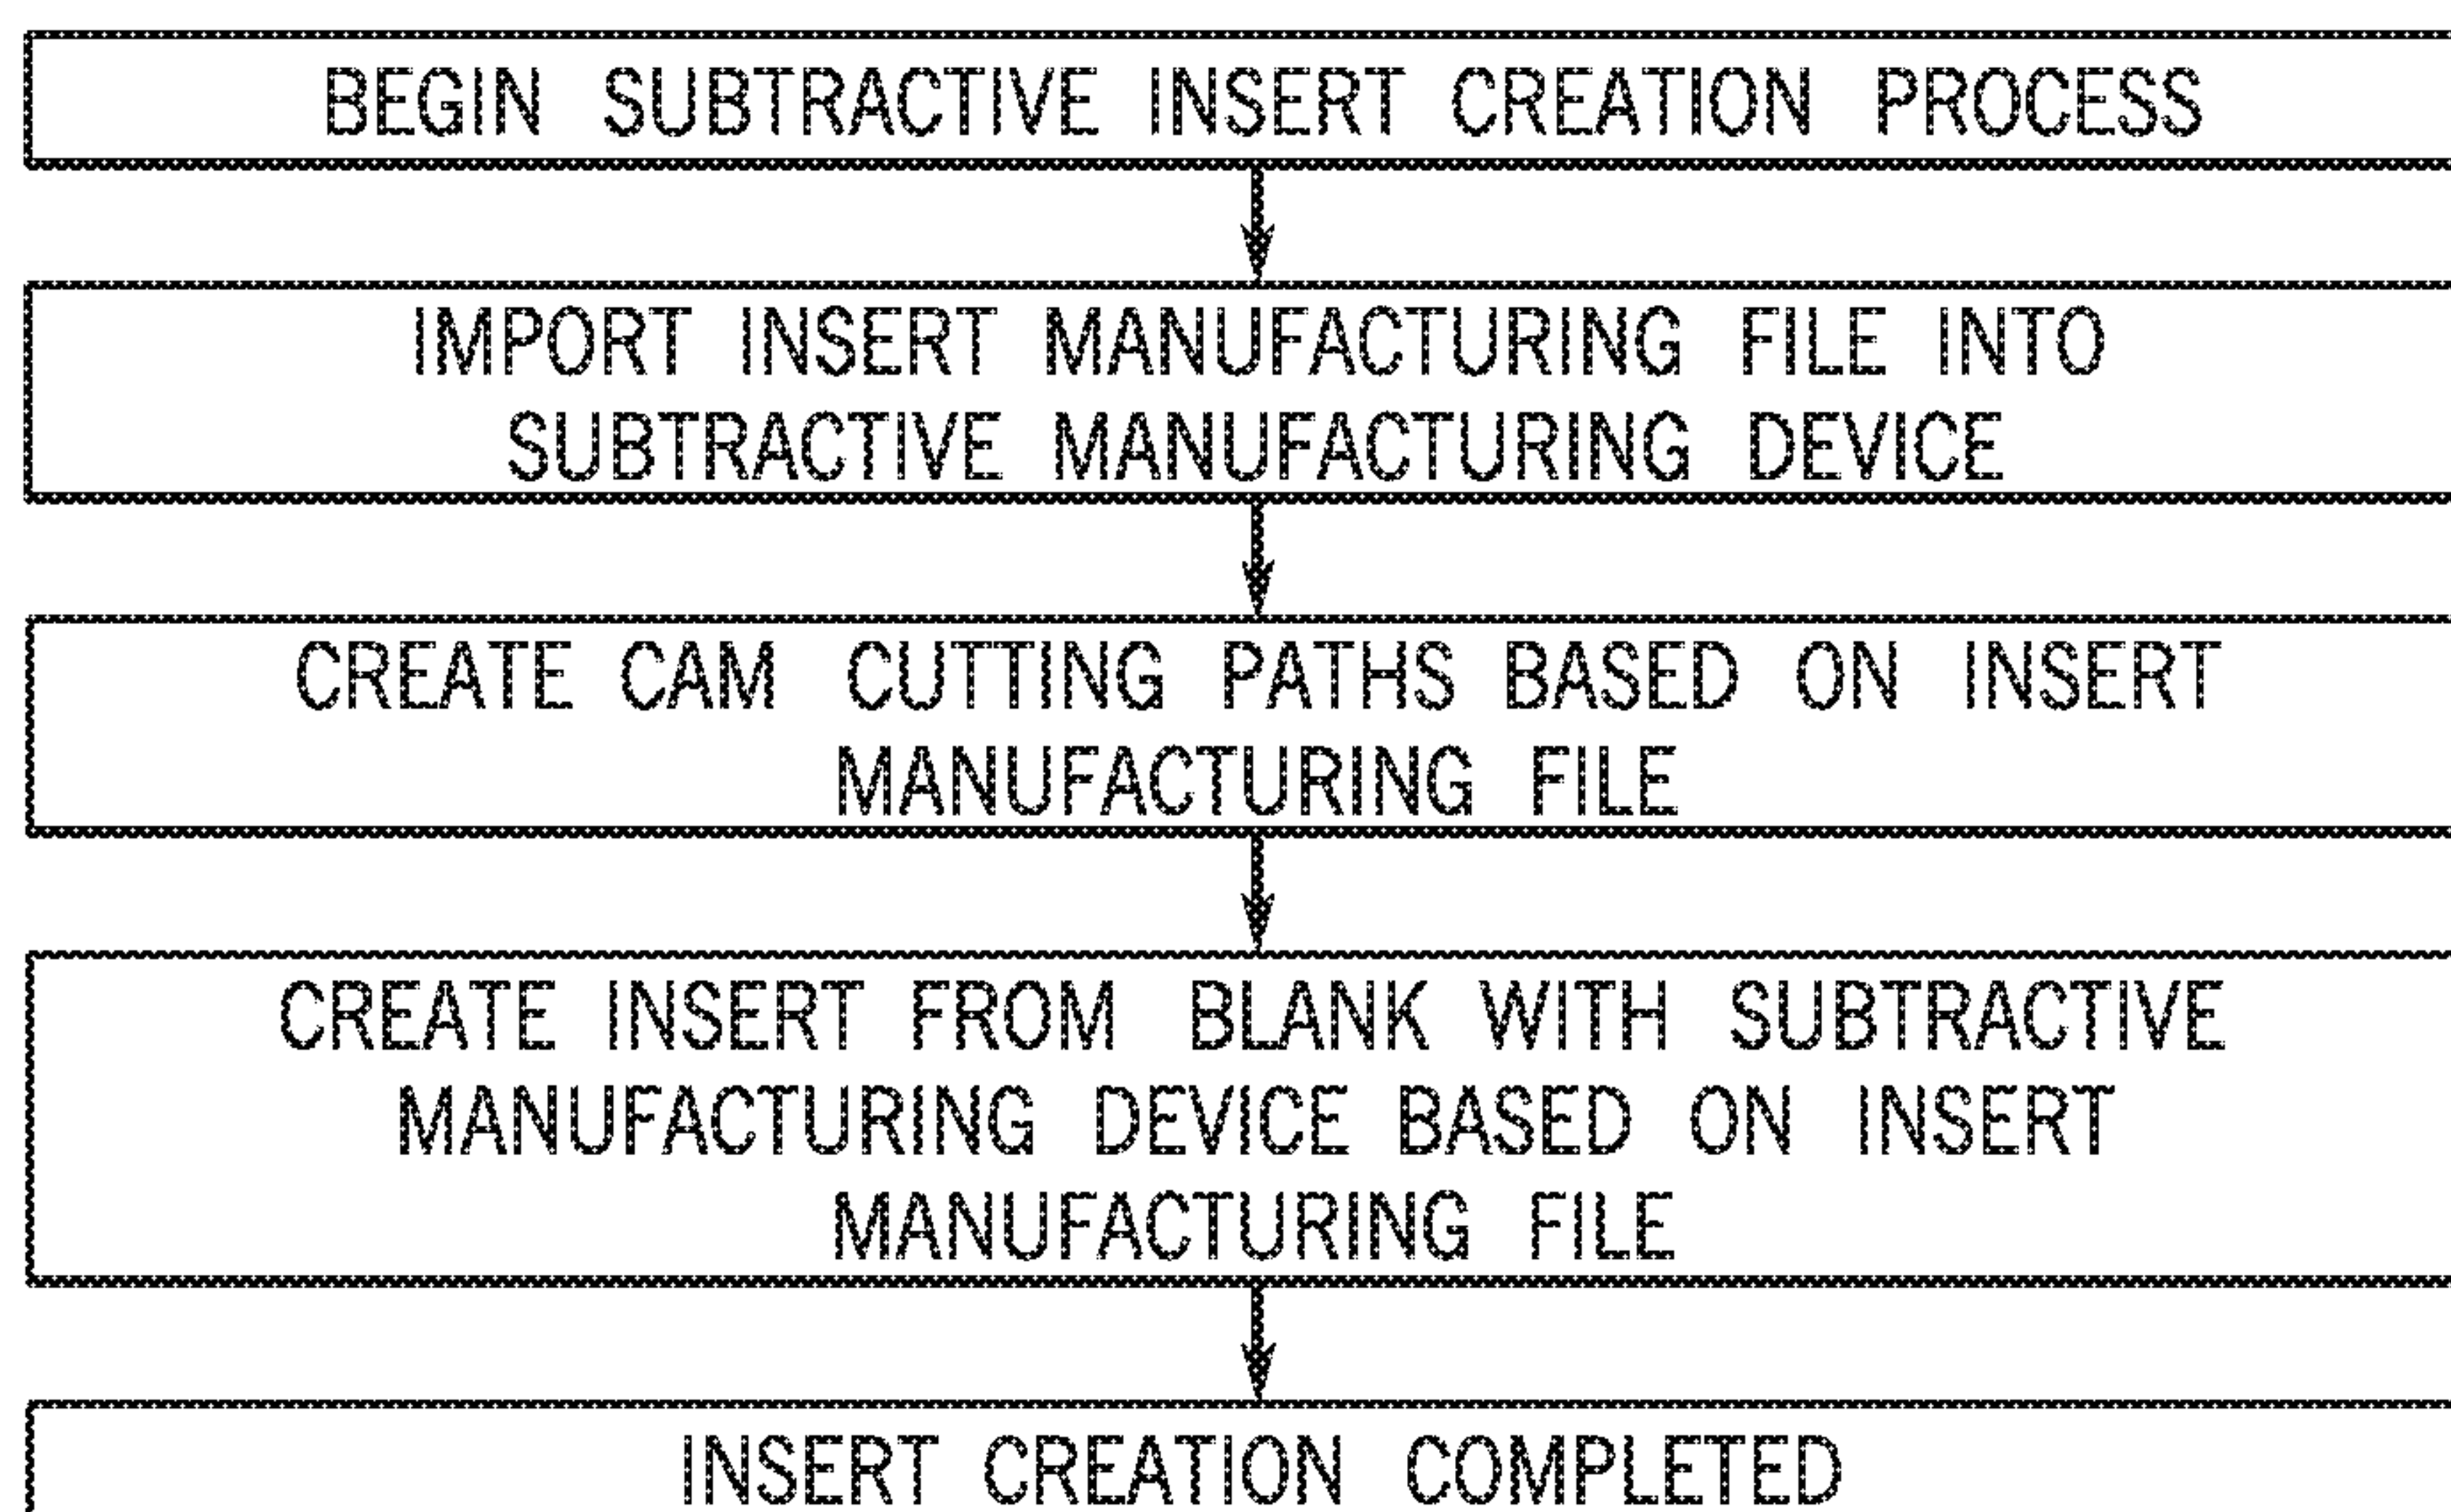 BEGIN SUBTRACTIVE INSERT CREATION PROCESS
IMPORT INSERT MANUFACTURING FILE INTO
SUBTRACTIVE MANUFACTURING DEVICE
CREATE CAM CUTTING PATHS BASED ON INSERT
MANUFACTURING FILE
CREATE INSERT FROM BLANK WITH SUBTRACTIVE
MANUFACTURING DEVICE BASED ON INSERT
MANUFACTURING FILE
INSERT CREATION COMPLETED